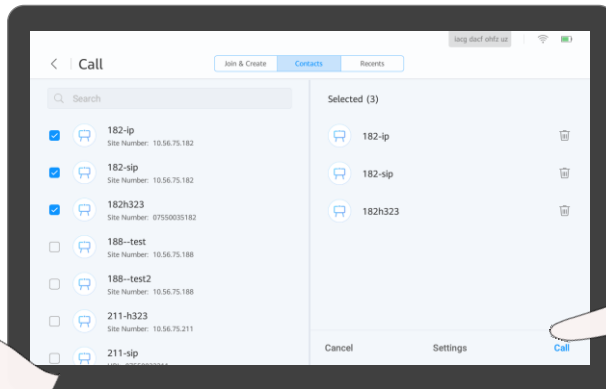 iacg dacf ohfz uz
Call
Join & Create Contacts Recents
Search
182-ip
Site Number: 10.56.75.182
182-sip
Site Number: 10.56.75.182
182h323
Site Number: 07550035182
188--test
Site Number: 10.56.75.188
188--test2
Site Number: 10.56.75.188
211-h323
Site Number: 10.56.75.211
211-sip
Selected (3)
182-ip
182-sip
182h323
Cancel Settings Call